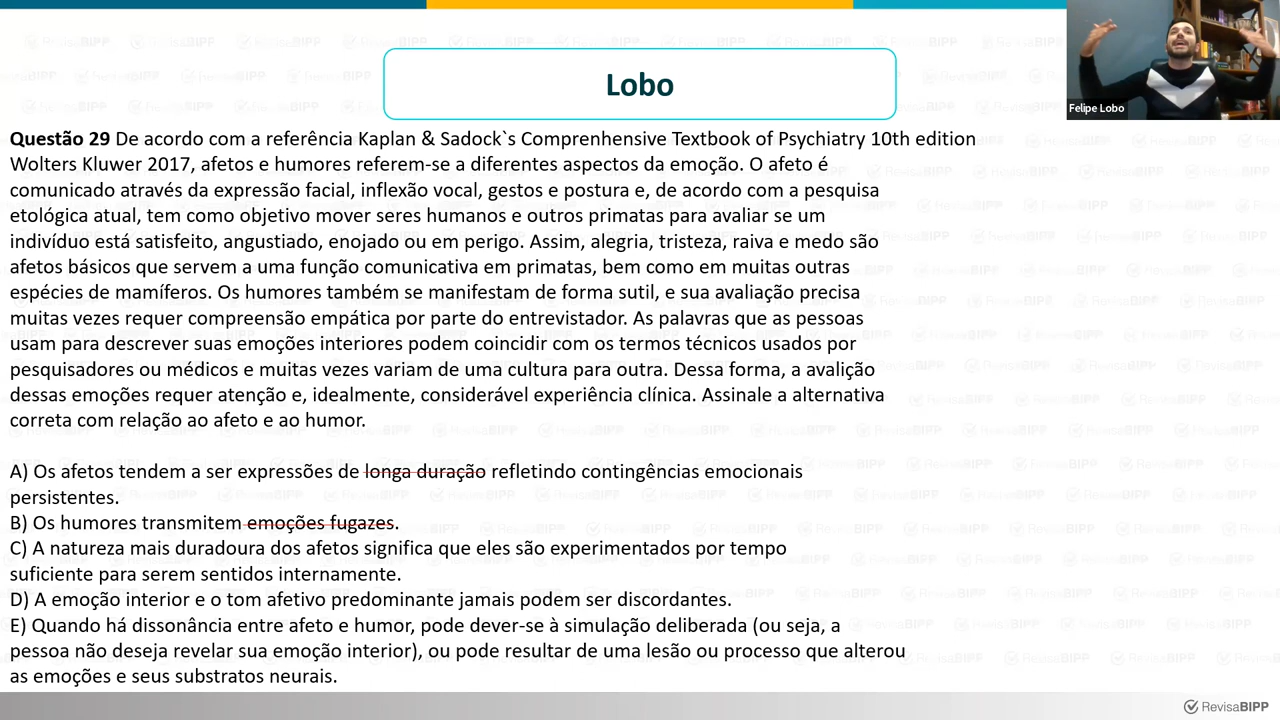 Lobo
Felipe Lobo
Questão 29 De acordo com a referência Kaplan & Sadock`s Comprenhensive Textbook of Psychiatry 10th edition
Wolters Kluwer 2017, afetos e humores referem-se a diferentes aspectos da emoção. O afeto é
comunicado através da expressão facial, inflexão vocal, gestos e postura e, de acordo com a pesquisa
etológica atual, tem como objetivo mover seres humanos e outros primatas para avaliar se um
indivíduo está satisfeito, angustiado, enojado ou em perigo. Assim, alegria, tristeza, raiva e medo são
afetos básicos que servem a uma função comunicativa em primatas, bem como em muitas outras
espécies de mamíferos. Os humores também se manifestam de forma sutil, e sua avaliação precisa
muitas vezes requer compreensão empática por parte do entrevistador. As palavras que as pessoas
usam para descrever suas emoções interiores podem coincidir com os termos técnicos usados por
pesquisadores ou médicos e muitas vezes variam de uma cultura para outra. Dessa forma, a avalição
dessas emoções requer atenção e, idealmente, considerável experiência clínica. Assinale a alternativa
correta com relação ao afeto e ao humor.
A) Os afetos tendem a ser expressões de longa duração refletindo contingências emocionais
persistentes.
B) Os humores transmitem emoções fugazes.
C) A natureza mais duradoura dos afetos significa que eles são experimentados por tempo
suficiente para serem sentidos internamente.
D) A emoção interior e o tom afetivo predominante jamais podem ser discordantes.
E) Quando há dissonância entre afeto e humor, pode dever-se à simulação deliberada (ou seja, a
pessoa não deseja revelar sua emoção interior), ou pode resultar de uma lesão ou processo que alterou
as emoções e seus substratos neurais.
RevisaBIPP